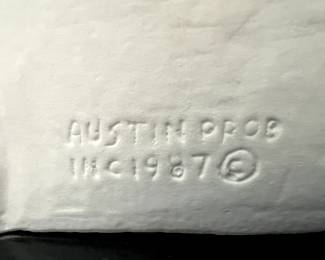 AUSTIN PROD
INC 1987 ©